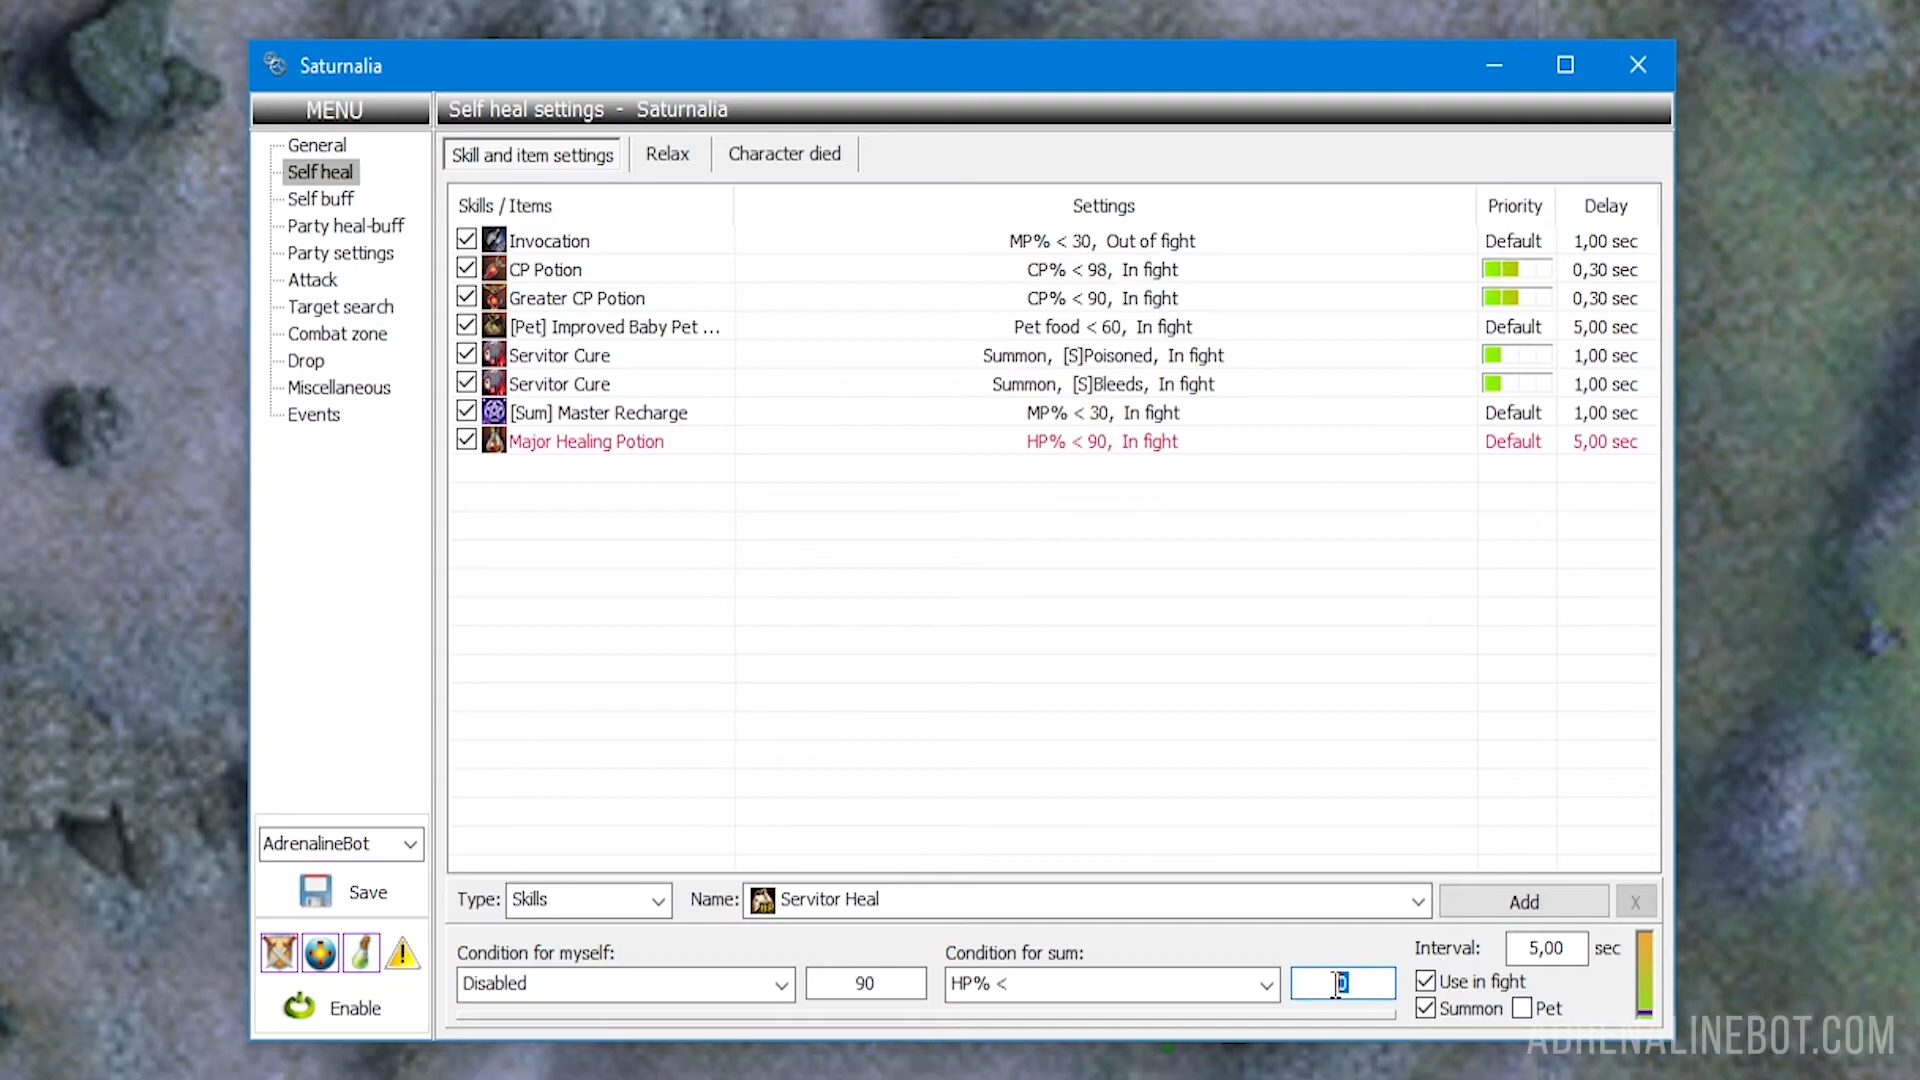 Saturnalia
MENU
Self heal settings - Saturnalia
General
Self heal
Self buff
Party heal-buff
Party settings
Attack
Target search
Combat zone
Drop
Miscellaneous
Events
Skill and item settings
Relax
Character died
Skills / Items Settings Priority Delay
Invocation MP% < 30, Out of fight Default 1,00 sec
CP Potion CP% < 98, In fight 0,30 sec
Greater CP Potion CP% < 90, In fight 0,30 sec
[Pet] Improved Baby Pet ... Pet food < 60, In fight Default 5,00 sec
Servitor Cure Summon, [S]Poisoned, In fight 1,00 sec
Servitor Cure Summon, [S]Bleeds, In fight 1,00 sec
[Sum] Master Recharge MP% < 30, In fight Default 1,00 sec
Major Healing Potion HP% < 90, In fight Default 5,00 sec
AdrenalineBot
Save
Enable
Type: Skills Name: Servitor Heal Add X
Condition for myself: Condition for sum: Interval: 5,00 sec
Disabled 90 HP% < Use in fight
Summon Pet
ADRENALINEBOT.COM